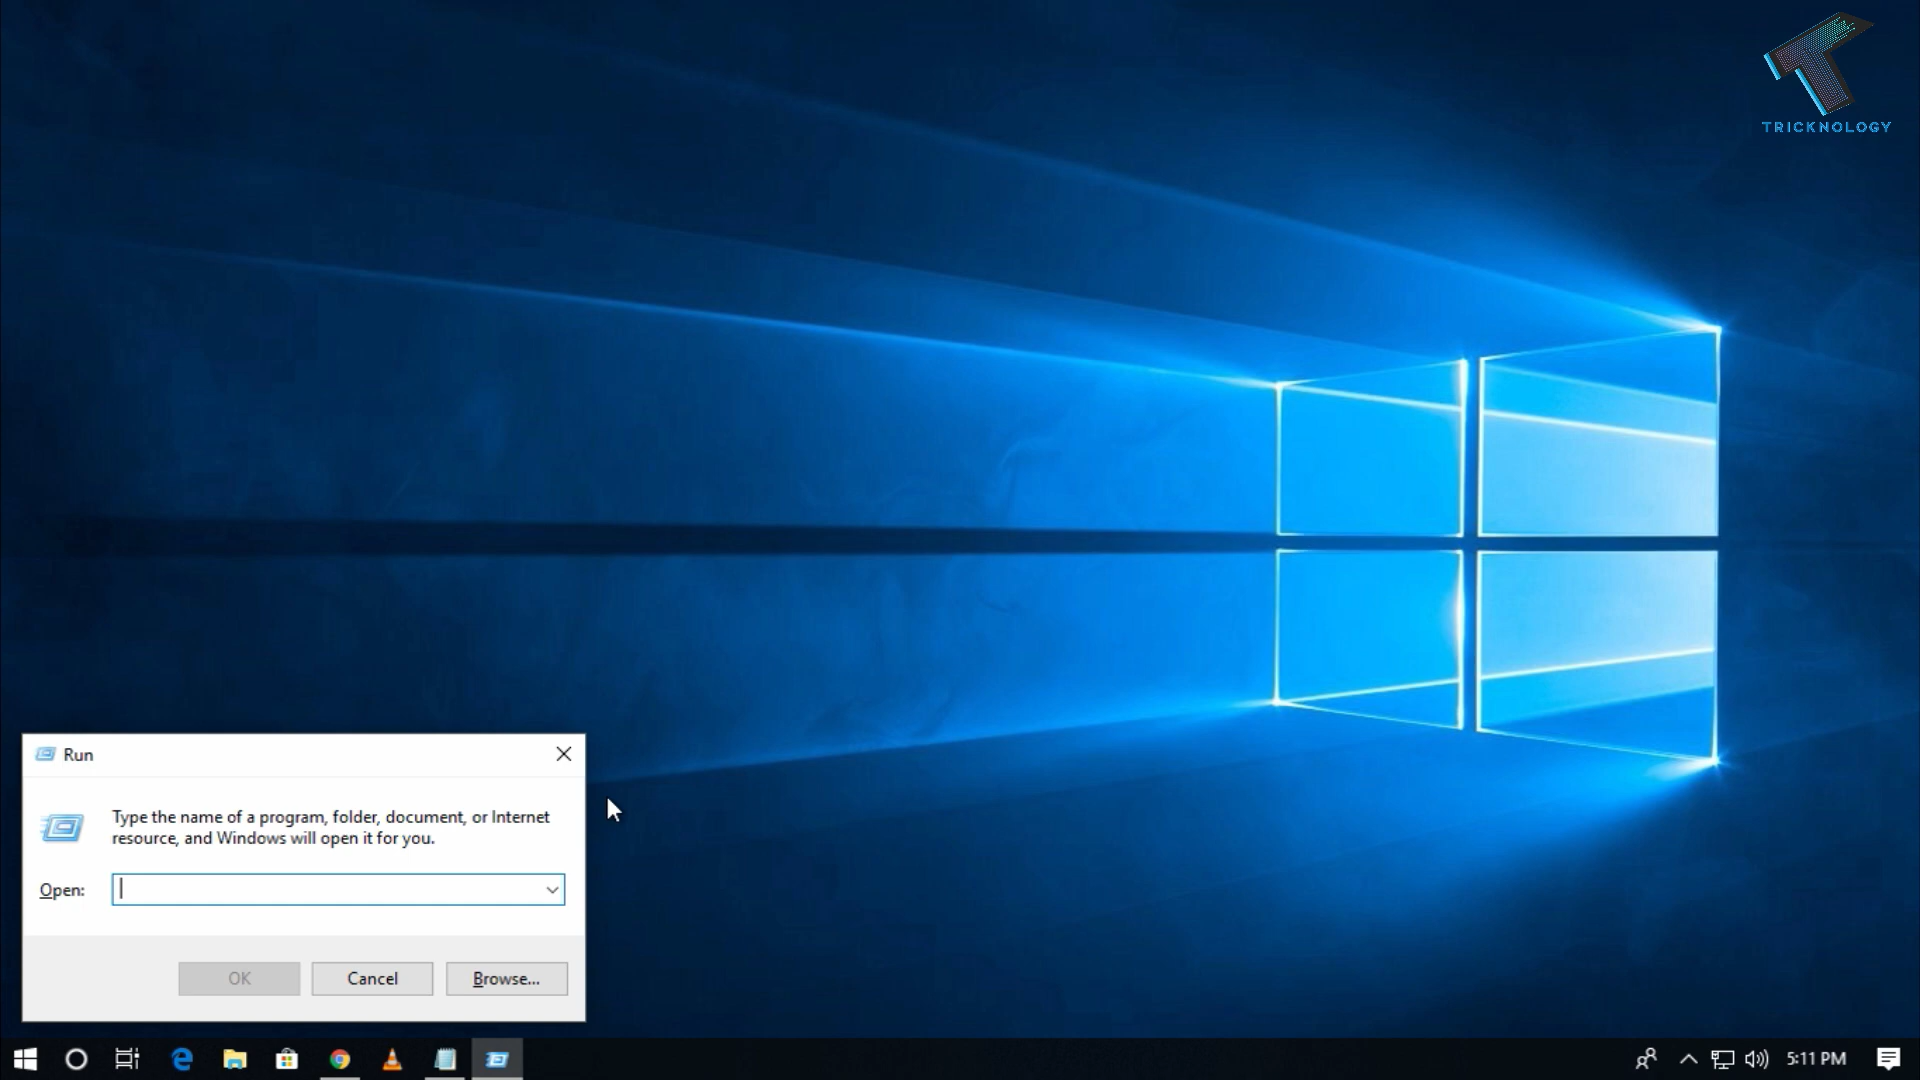 TRICKNOLOGY
Run
Type the name of a program, folder, document, or Internet
resource, and Windows will open it for you.
Open:
OK
Cancel
Browse...
5:11 PM